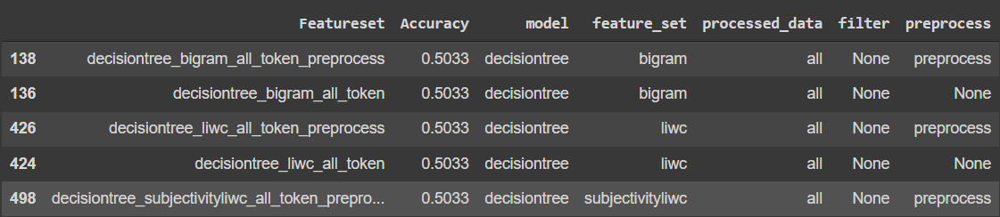 Featureset Accuracy model feature_set processed_data filter preprocess
138 decisiontree_bigram_all_token_preprocess 0.5033 decisiontree bigram all None preprocess
136 decisiontree_bigram_all_token 0.5033 decisiontree bigram all None None
426 decisiontree_liwc_all_token_preprocess 0.5033 decisiontree liwc all None preprocess
424 decisiontree_liwc_all_token 0.5033 decisiontree liwc all None None
498 decisiontree_subjectivityliwc_all_token_prepro... 0.5033 decisiontree subjectivityliwc all None preprocess